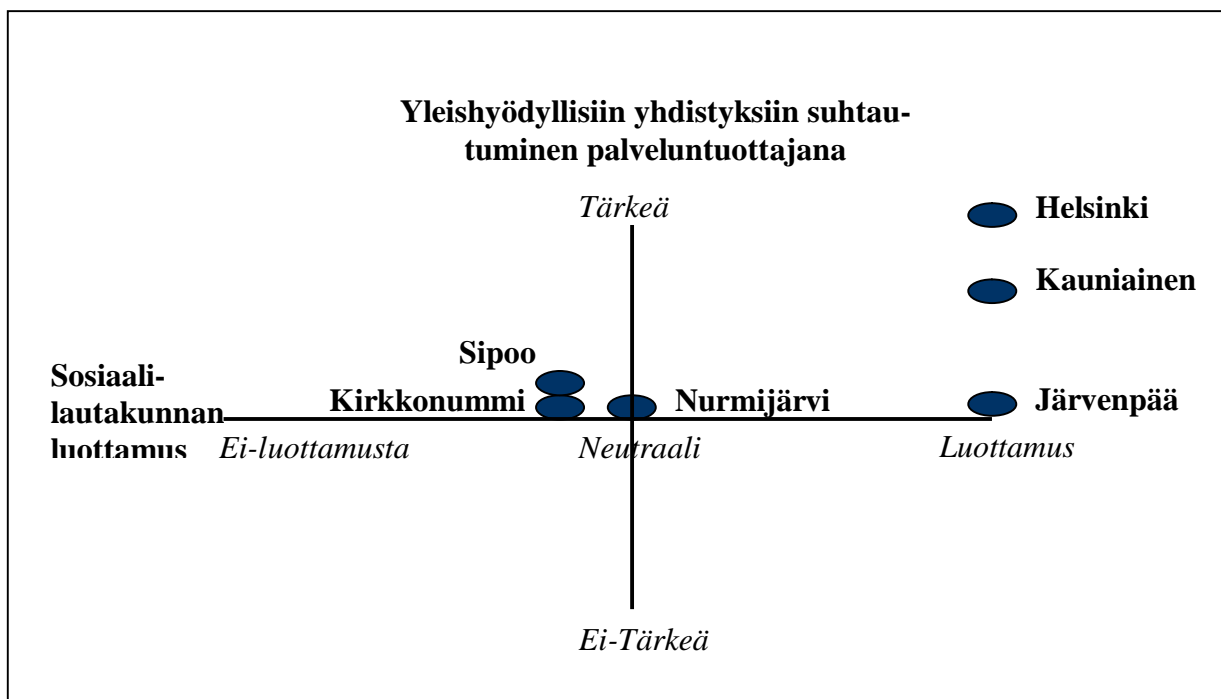 Yleishyödyllisiin yhdistyksiin suhtau-
tuminen palveluntuottajana
Tärkeä
Helsinki
Kauniainen
Sipoo
Sosiaali-
lautakunnan
luottamus
Kirkkonummi
Nurmijärvi
Järvenpää
Ei-luottamusta
Neutraali
Luottamus
Ei-Tärkeä